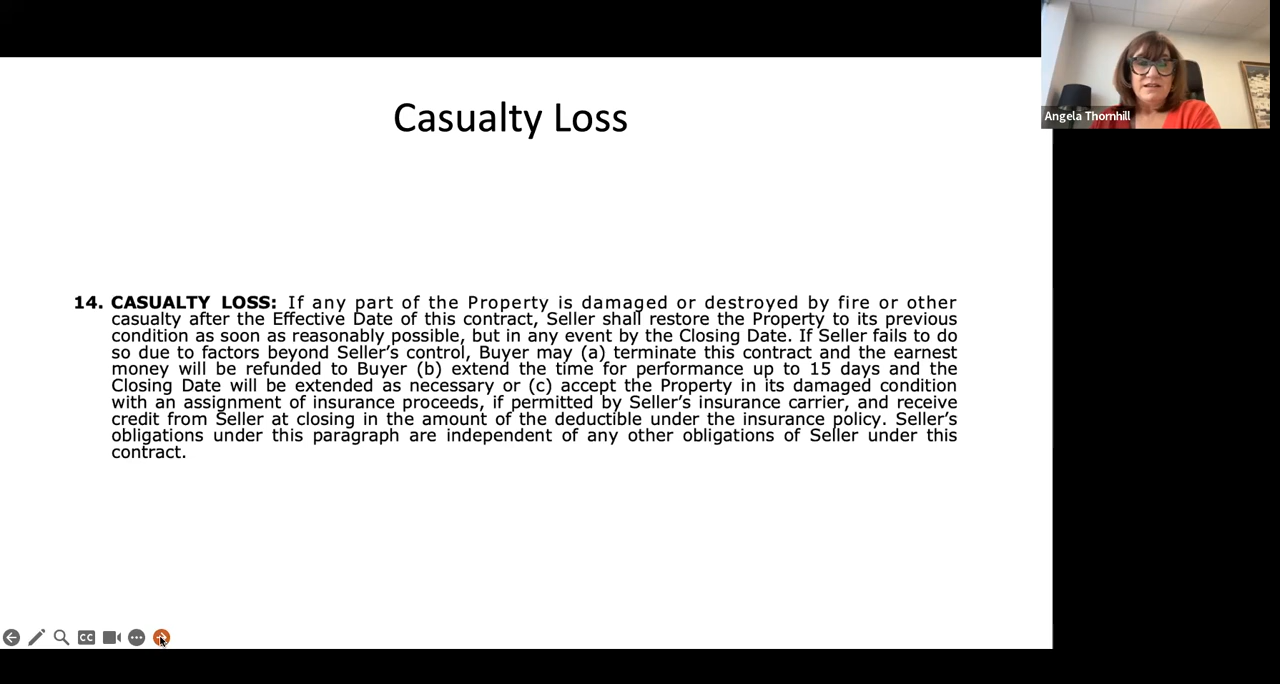 Casualty Loss
Angela Thornhill
14. CASUALTY LOSS: If any part of the Property is damaged or destroyed by fire or other
casualty after the Effective Date of this contract, Seller shall restore the Property to its previous
condition as soon as reasonably possible, but in any event by the Closing Date. If Seller fails to do
so due to factors beyond Seller's control, Buyer may (a) terminate this contract and the earnest
money will be refunded to Buyer (b) extend the time for performance up to 15 days and the
Closing Date will be extended as necessary or (c) accept the Property in its damaged condition
with an assignment of insurance proceeds, if permitted by Seller's insurance carrier, and receive
credit from Seller at closing in the amount of the deductible under the insurance policy. Seller's
obligations under this paragraph are independent of any other obligations of Seller under this
contract.
CC